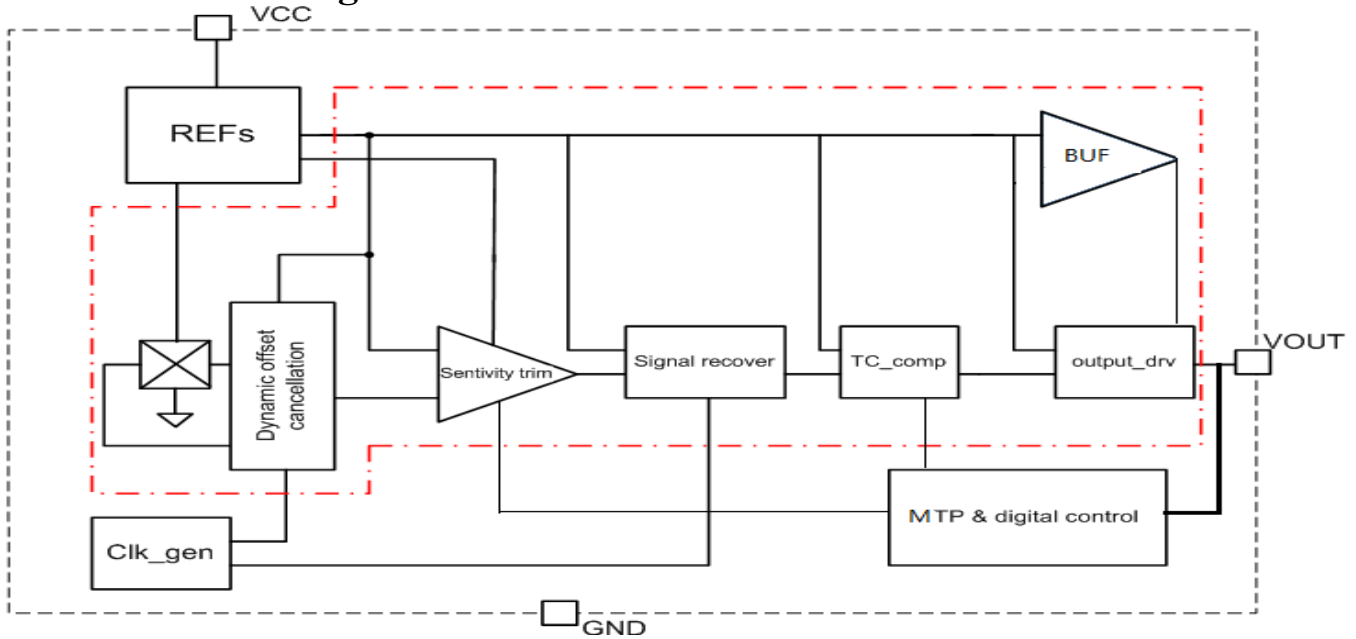 VCC
REFs
BUF
Dynamic offset
cancellation
Sentivity trim
Signal recover
TC_comp
output_drv
VOUT
MTP & digital control
Clk_gen
GND